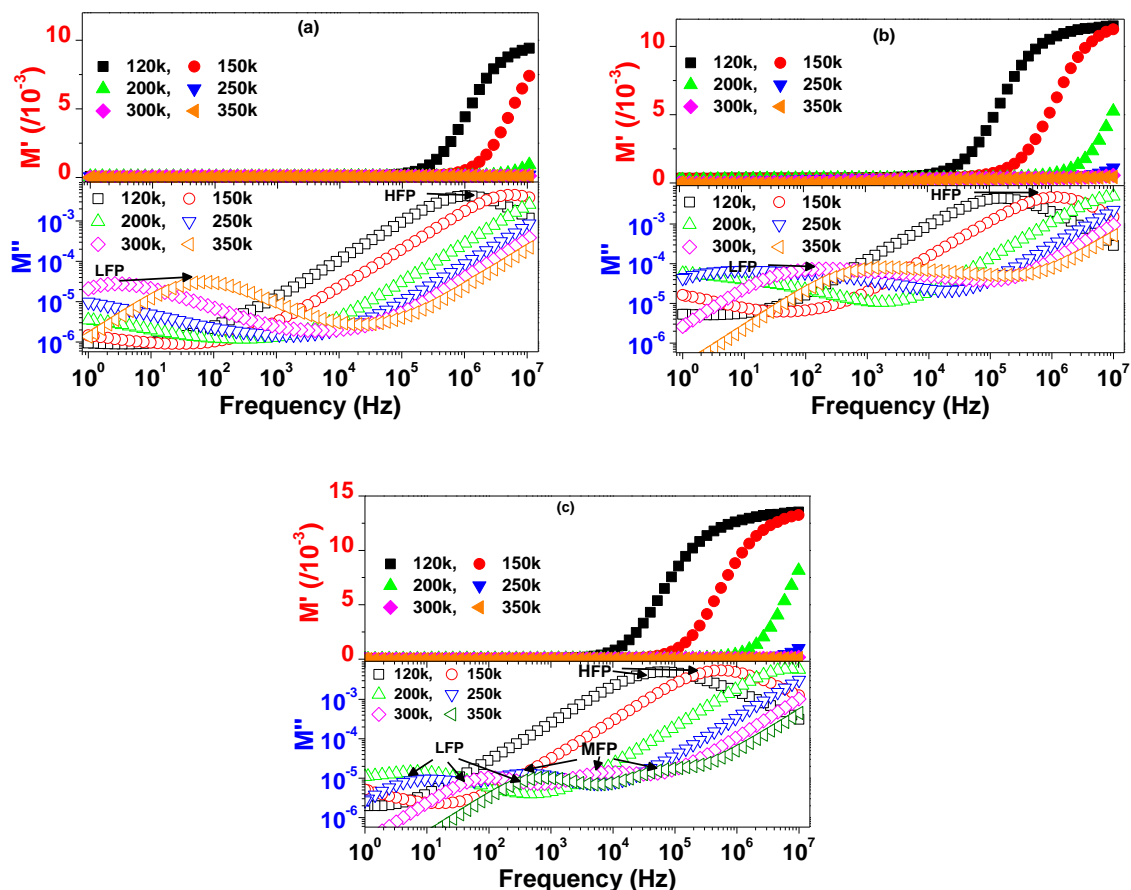 (a)
10
5
0
M' (/10⁻³)
120k, 150k
200k, 250k
300k, 350k
HFP
LFP
120k, 150k
200k, 250k
300k, 350k
10⁻³
10⁻⁴
10⁻⁵
10⁻⁶
M''
10⁰ 10¹ 10² 10³ 10⁴ 10⁵ 10⁶ 10⁷
Frequency (Hz)
(b)
10
5
0
M' (/10⁻³)
120k, 150k
200k, 250k
300k, 350k
HFP
LFP
120k, 150k
200k, 250k
300k, 350k
10⁻³
10⁻⁴
10⁻⁵
10⁻⁶
M''
10⁰ 10¹ 10² 10³ 10⁴ 10⁵ 10⁶ 10⁷
Frequency (Hz)
(c)
15
10
5
0
M' (/10⁻³)
120k, 150k
200k, 250k
300k, 350k
HFP
LFP
MFP
120k, 150k
200k, 250k
300k, 350k
10⁻³
10⁻⁴
10⁻⁵
10⁻⁶
M''
10⁰ 10¹ 10² 10³ 10⁴ 10⁵ 10⁶ 10⁷
Frequency (Hz)